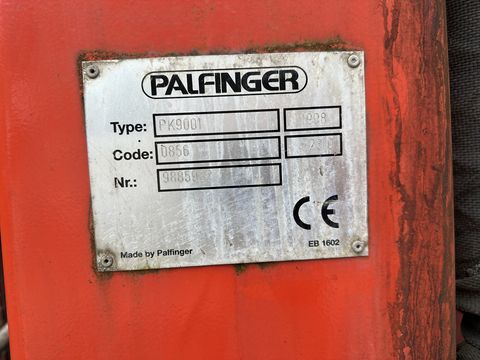 PALFINGER
Type: PK9001
Code: 0856
Nr.:
CE
Made by Palfinger
EB 1602